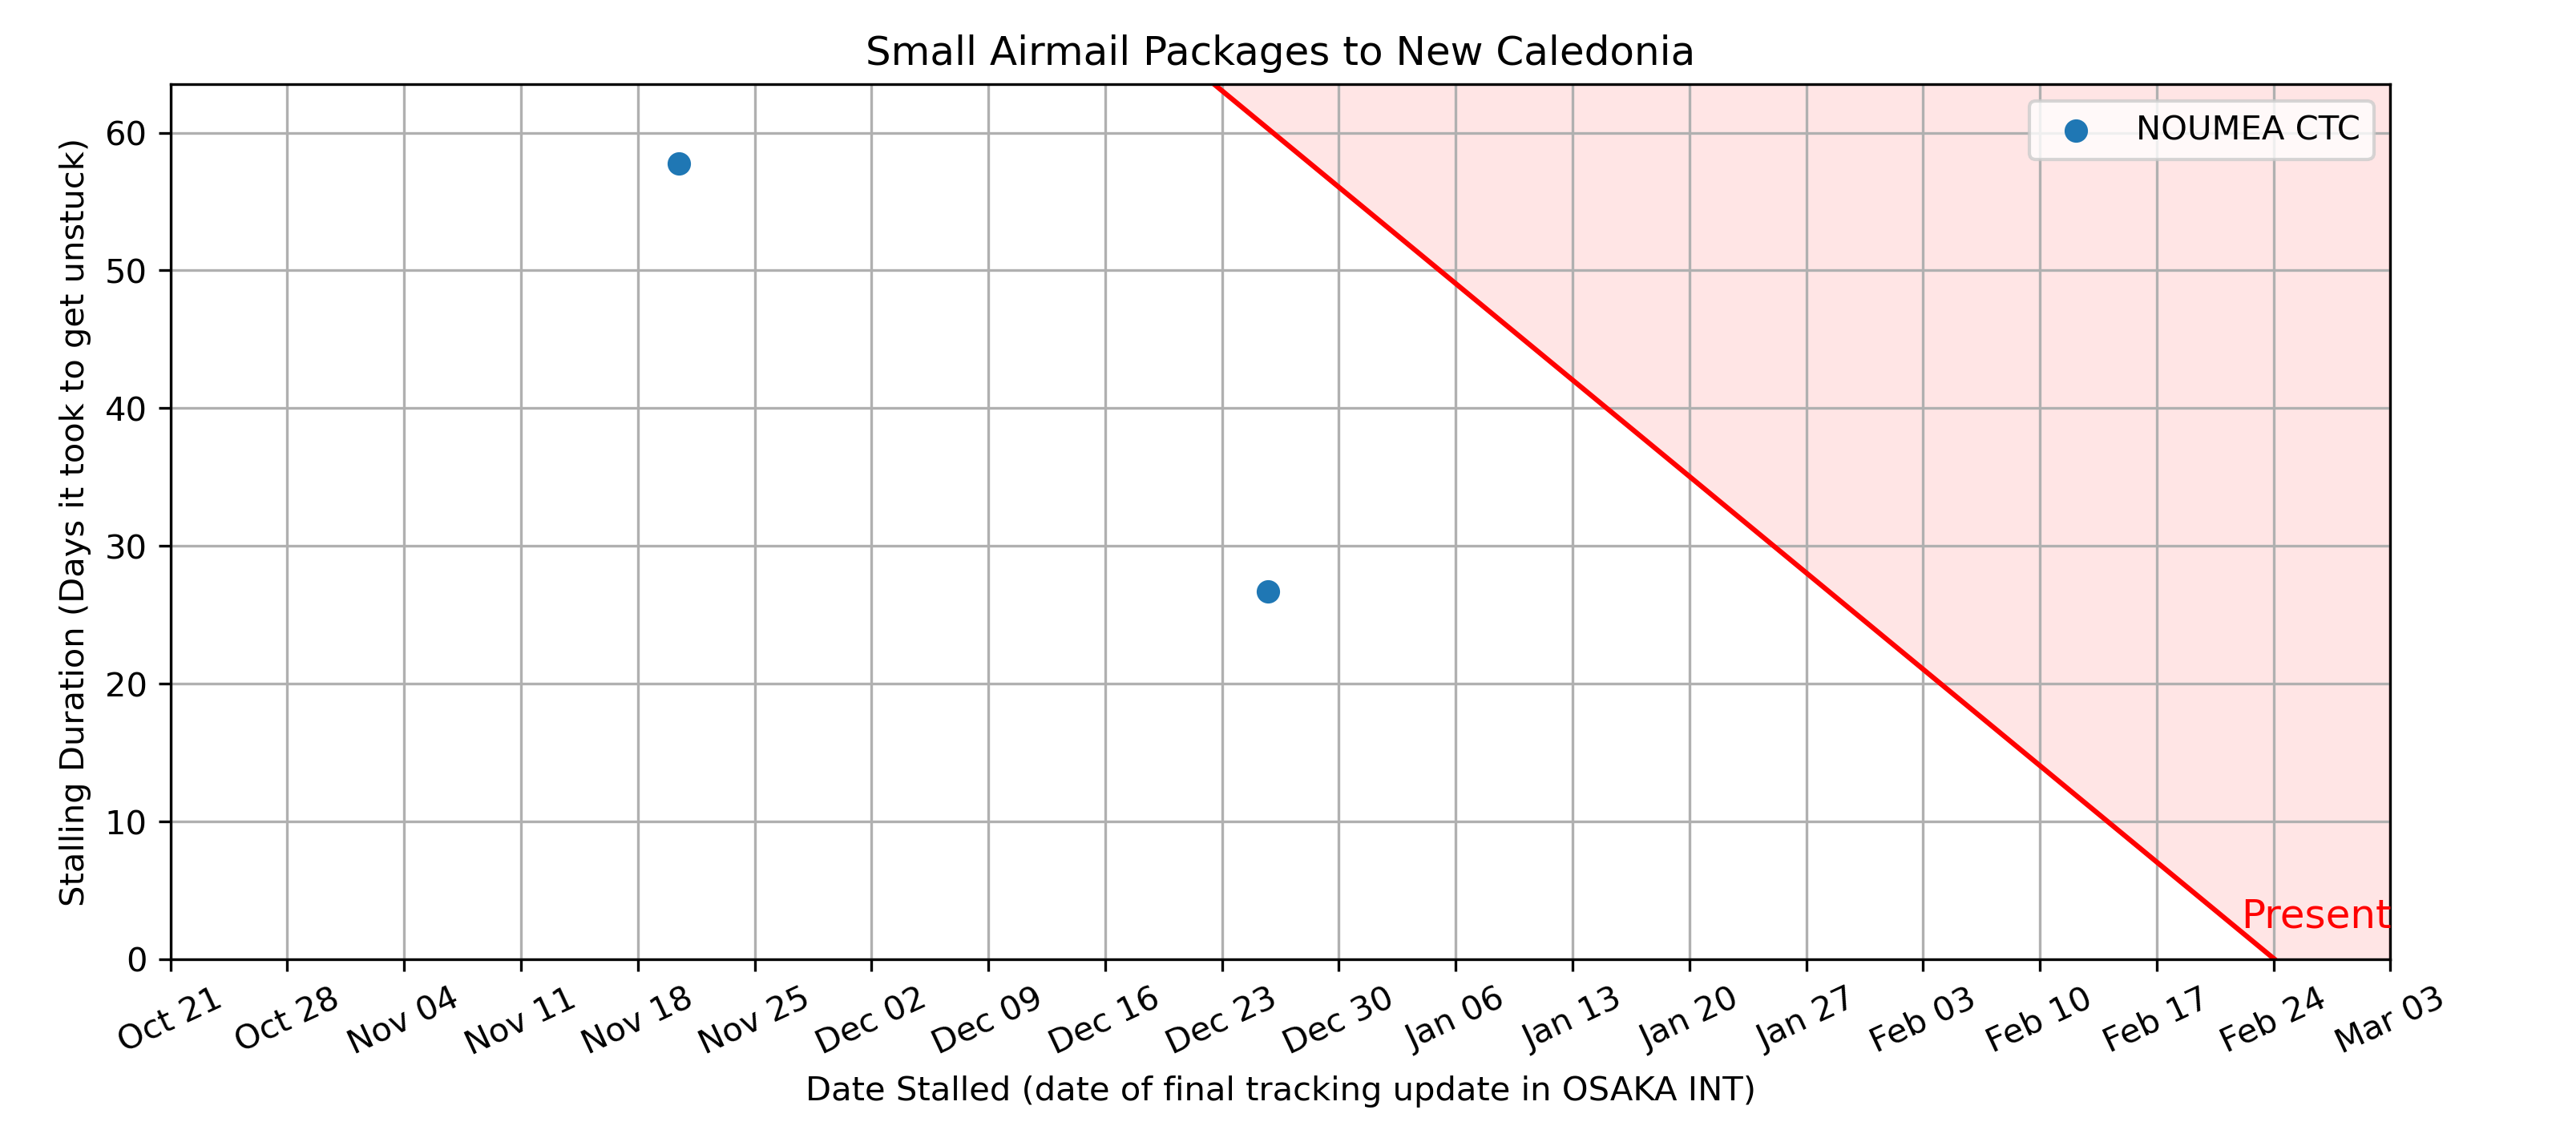 Small Airmail Packages to New Caledonia
NOUMEA CTC
Stalling Duration (Days it took to get unstuck)
60
50
40
30
20
10
0
Present
Oct 21
Oct 28
Nov 04
Nov 11
Nov 18
Nov 25
Dec 02
Dec 09
Dec 16
Dec 23
Dec 30
Jan 06
Jan 13
Jan 20
Jan 27
Feb 03
Feb 10
Feb 17
Feb 24
Mar 03
Date Stalled (date of final tracking update in OSAKA INT)